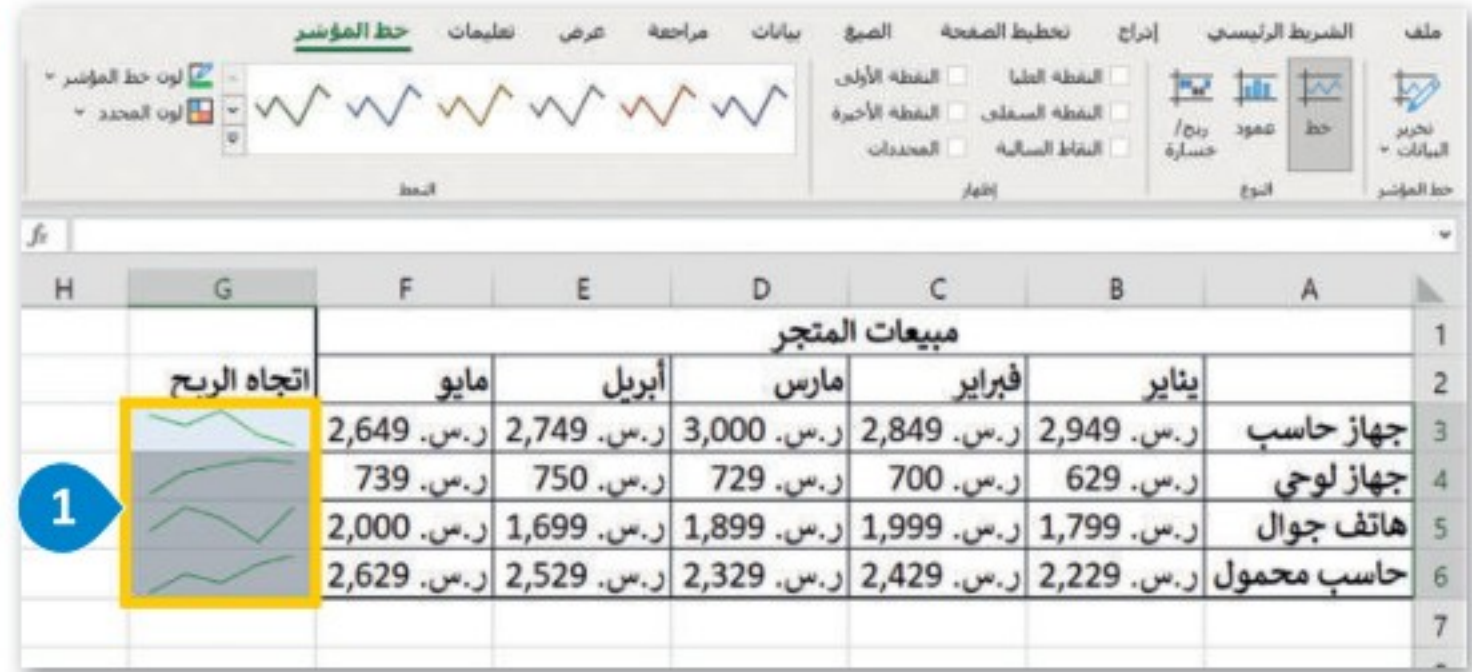 ملف الشريط الرئيسي إدراج تخطيط الصفحة الصيغ بيانات مراجعة عرض تعليمات خط المؤشر
النقطة العليا النقطة الأولى
لون خط المؤشر
النقطة السفلى النقطة الأخيرة
لون المحدد
تحرير البيانات
خط
عمود
ربح/ خسارة
النقاط السالبة المحددات
خط المؤشر النوع إظهار النمط
fx
A B C D E F G H
1 مبيعات المتجر
2 يناير فبراير مارس أبريل مايو اتجاه الربح
3 جهاز حاسب ر.س. 2,949 ر.س. 2,849 ر.س. 3,000 ر.س. 2,749 ر.س. 2,649
4 جهاز لوحي ر.س. 629 ر.س. 700 ر.س. 729 ر.س. 750 ر.س. 739
5 هاتف جوال ر.س. 1,799 ر.س. 1,999 ر.س. 1,899 ر.س. 1,699 ر.س. 2,000
6 حاسب محمول ر.س. 2,229 ر.س. 2,429 ر.س. 2,329 ر.س. 2,529 ر.س. 2,629
7
1